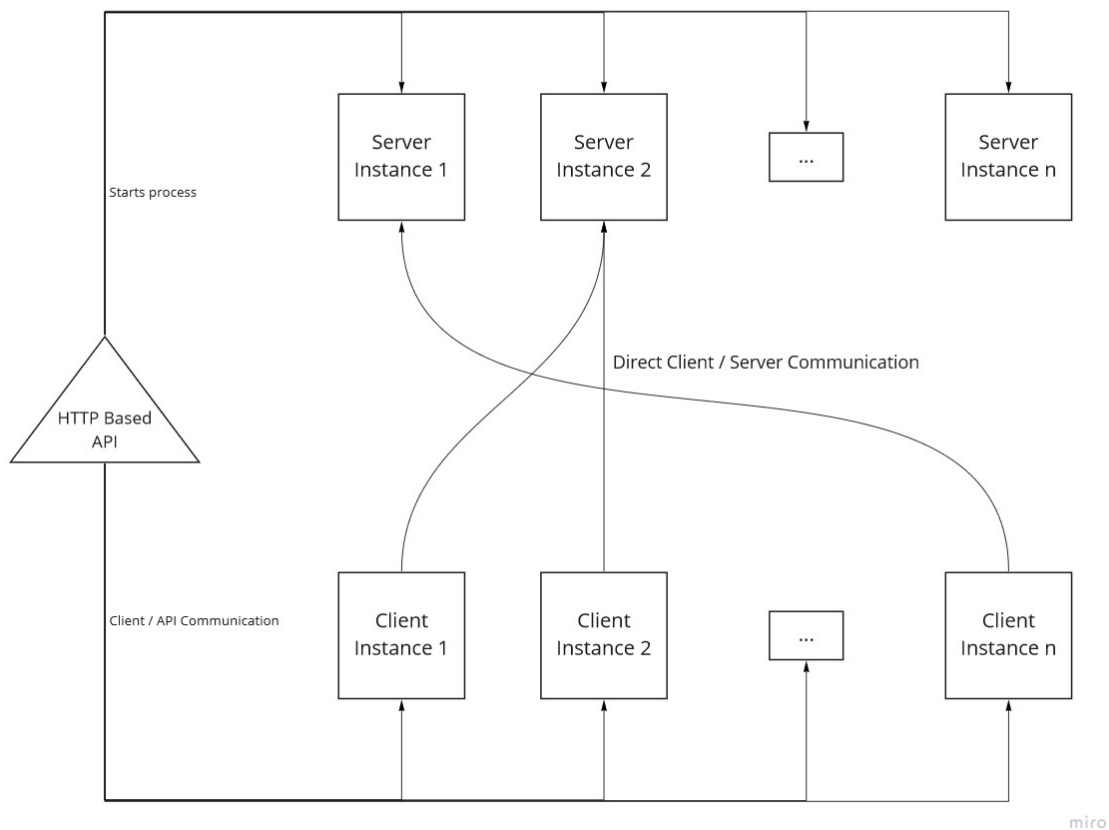 Server
Instance 1
Server
Instance 2
...
Server
Instance n
Starts process
Direct Client / Server Communication
HTTP Based
API
Client / API Communication
Client
Instance 1
Client
Instance 2
...
Client
Instance n
miro